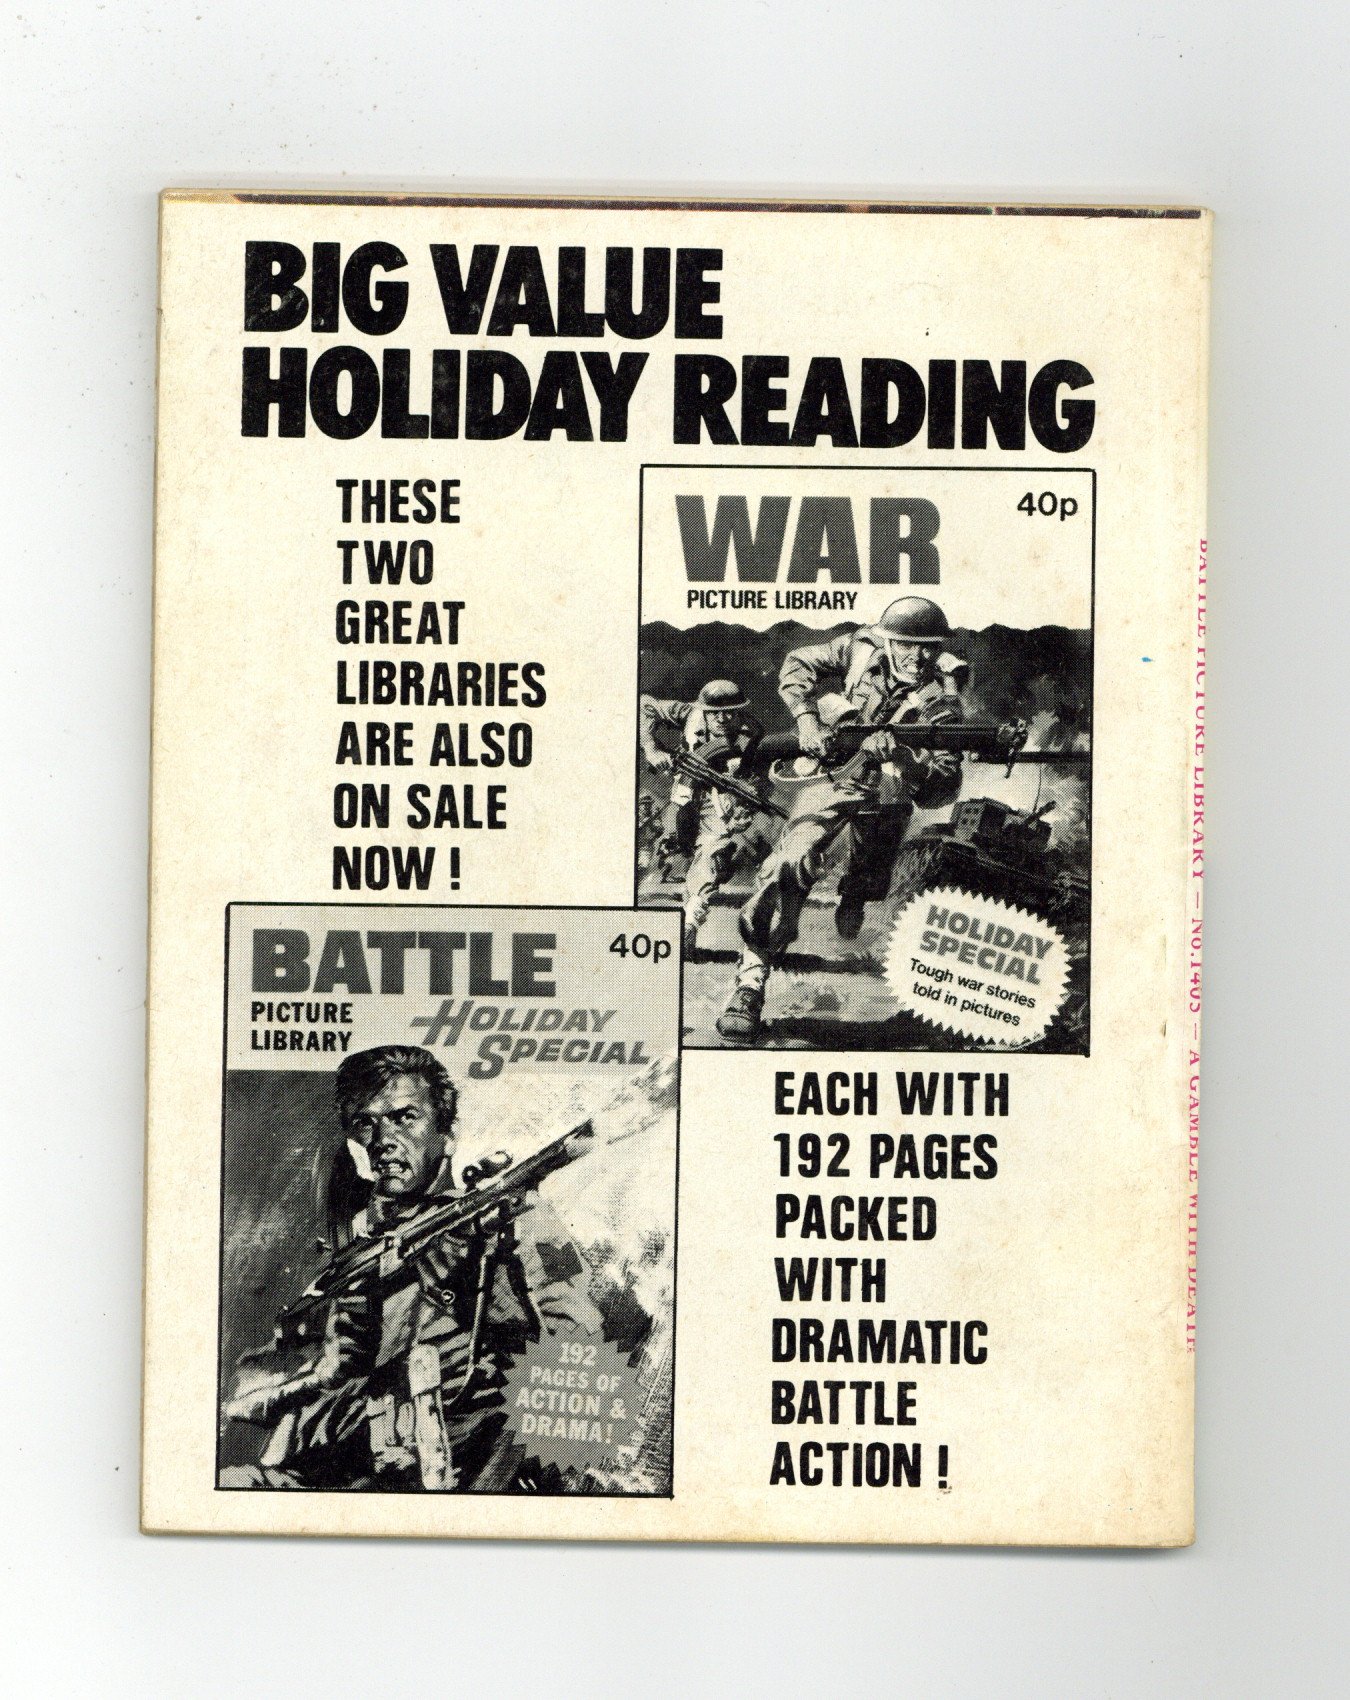 BIG VALUE
HOLIDAY READING
THESE
TWO
GREAT
LIBRARIES
ARE ALSO
ON SALE
NOW!
WAR
40p
PICTURE LIBRARY
HOLIDAY
SPECIAL
Tough war stories
told in pictures
BATTLE
40p
PICTURE
LIBRARY
HOLIDAY
SPECIAL
192
PAGES OF
ACTION &
DRAMA!
EACH WITH
192 PAGES
PACKED
WITH
DRAMATIC
BATTLE
ACTION!
BATTLE PICTURE LIBRARY — No.1405 — A GAMBLE WITH DEATH